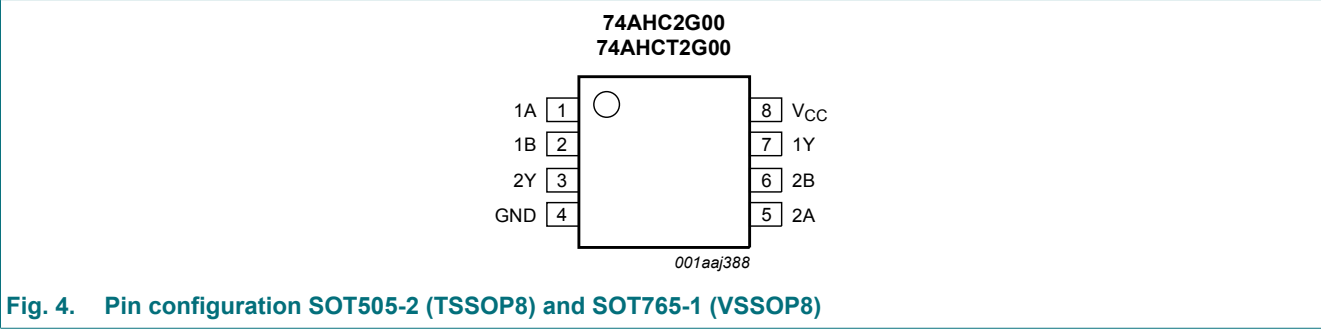 74AHC2G00
74AHCT2G00
1A 1 8 VCC
1B 2 7 1Y
2Y 3 6 2B
GND 4 5 2A
001aaj388
Fig. 4. Pin configuration SOT505-2 (TSSOP8) and SOT765-1 (VSSOP8)